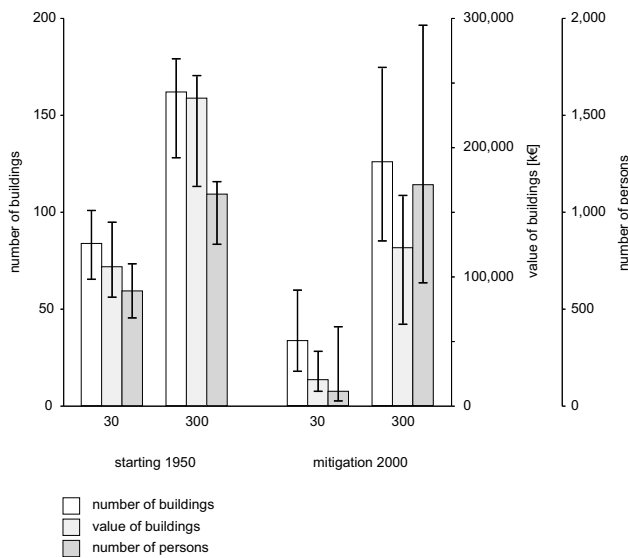 200
150
100
50
0
number of buildings
300,000
200,000
100,000
0
value of buildings [k€]
2,000
1,500
1,000
500
0
number of persons
30
300
30
300
starting 1950
mitigation 2000
number of buildings
value of buildings
number of persons